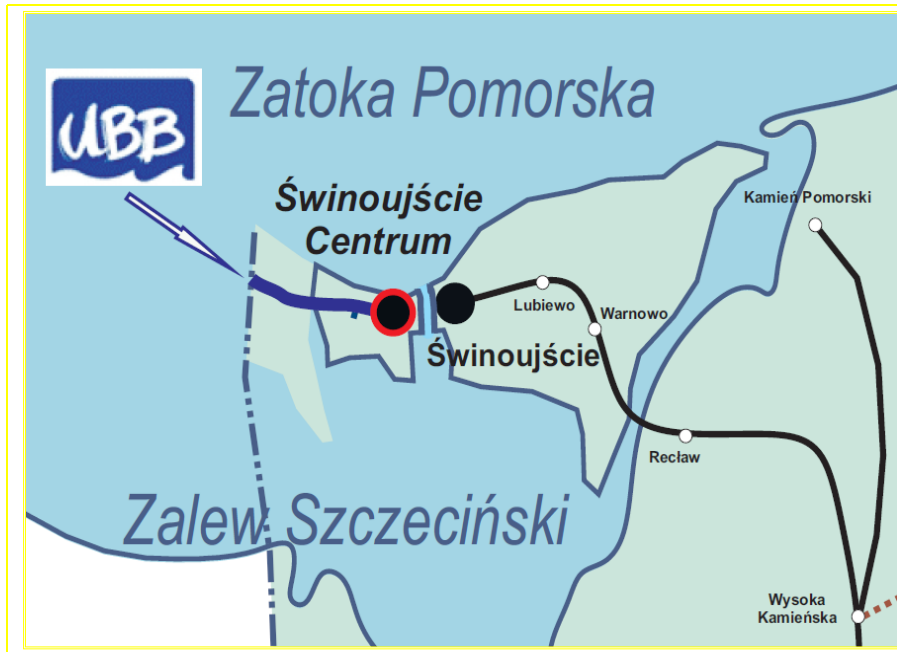 UBB
Zatoka Pomorska
Świnoujście
Centrum
Kamień Pomorski
Lubiewo
Warnowo
Świnoujście
Recław
Zalew Szczeciński
Wysoka
Kamieńska